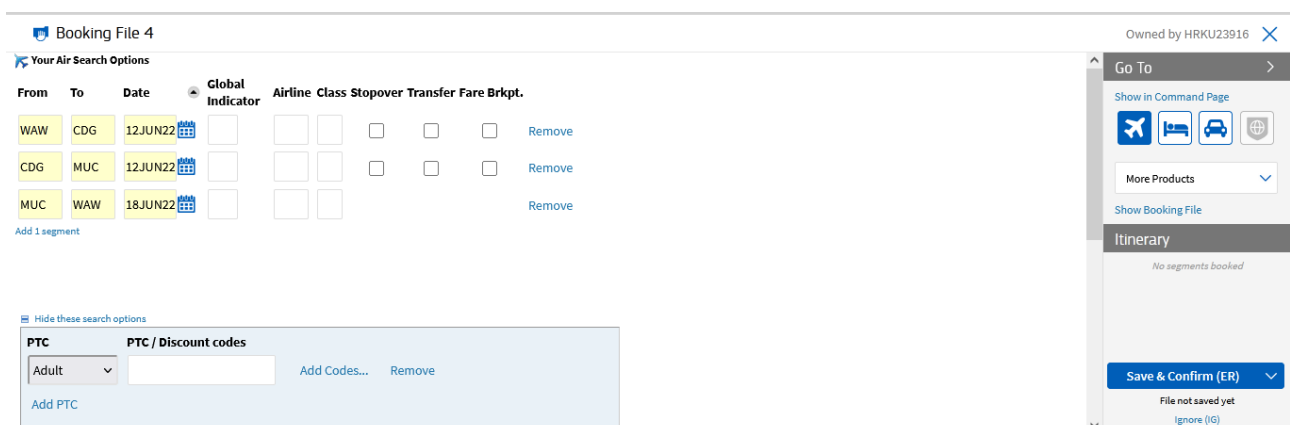 Booking File 4
Owned by HRKU23916
Your Air Search Options
From To Date Global Indicator Airline Class Stopover Transfer Fare Brkpt.
WAW CDG 12JUN22 Remove
CDG MUC 12JUN22 Remove
MUC WAW 18JUN22 Remove
Add 1 segment
Hide these search options
PTC PTC / Discount codes
Adult Add Codes... Remove
Add PTC
Go To
Show in Command Page
More Products
Show Booking File
Itinerary
No segments booked
Save & Confirm (ER)
File not saved yet
Ignore (IG)